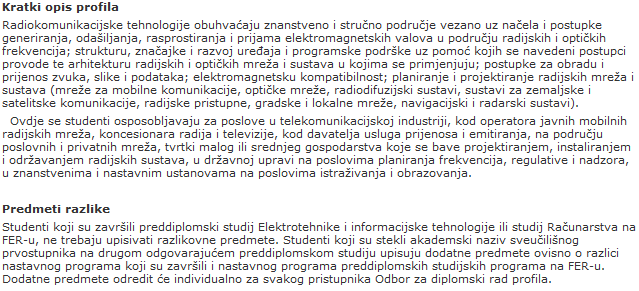 Kratki opis profila
Radiokomunikacijske tehnologije obuhvaćaju znanstveno i stručno područje vezano uz načela i postupke
generiranja, odašiljanja, rasprostiranja i prijama elektromagnetskih valova u području radijskih i optičkih
frekvencija; strukturu, značajke i razvoj uređaja i programske podrške uz pomoć kojih se navedeni postupci
provode te arhitekturu radijskih i optičkih mreža i sustava u kojima se primjenjuju; postupke za obradu i
prijenos zvuka, slike i podataka; elektromagnetsku kompatibilnost; planiranje i projektiranje radijskih mreža i
sustava (mreže za mobilne komunikacije, optičke mreže, radiodifuzijski sustavi, sustavi za zemaljske i
satelitske komunikacije, radijske pristupne, gradske i lokalne mreže, navigacijski i radarski sustavi).
Ovdje se studenti osposobljavaju za poslove u telekomunikacijskoj industriji, kod operatora javnih mobilnih
radijskih mreža, koncesionara radija i televizije, kod davatelja usluga prijenosa i emitiranja, na području
poslovnih i privatnih mreža, tvrtki malog ili srednjeg gospodarstva koje se bave projektiranjem, instaliranjem
i održavanjem radijskih sustava, u državnoj upravi na poslovima planiranja frekvencija, regulative i nadzora,
u znanstvenima i nastavnim ustanovama na poslovima istraživanja i obrazovanja.
Predmeti razlike
Studenti koji su završili preddiplomski studij Elektrotehnike i informacijske tehnologije ili studij Računarstva na
FER-u, ne trebaju upisivati razlikovne predmete. Studenti koji su stekli akademski naziv sveučilišnog
prvostupnika na drugom odgovarajućem preddiplomskom studiju upisuju dodatne predmete ovisno o razlici
nastavnog programa koji su završili i nastavnog programa preddiplomskih studijskih programa na FER-u.
Dodatne predmete odredit će individualno za svakog pristupnika Odbor za diplomski rad profila.